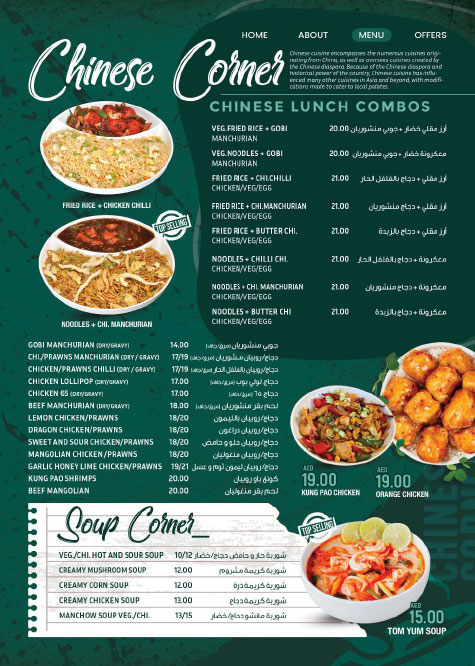 HOME ABOUT MENU OFFERS
Chinese Corner
Chinese cuisine encompasses the numerous cuisines origi-
nating from China, as well as overseas cuisines created by
the Chinese diaspora. Because of the Chinese diaspora and
historical power of the country, Chinese cuisine has influ-
enced many other cuisines in Asia and beyond, with modifi-
cations made to cater to local palates.
CHINESE LUNCH COMBOS
VEG.FRIED RICE + GOBI 20.00 أرز مقلي خضار + جوبي منشوريان
MANCHURIAN
VEG.NOODLES + GOBI 20.00 معكرونة خضار + جوبي منشوريان
MANCHURIAN
FRIED RICE + CHI.CHILLI 21.00 أرز مقلي + دجاج بالفلفل الحار
CHICKEN/VEG/EGG
FRIED RICE + CHI.MANCHURIAN 21.00 أرز مقلي + دجاج منشوريان
CHICKEN/VEG/EGG
FRIED RICE + BUTTER CHI. 21.00 أرز مقلي + دجاج بالزبدة
CHICKEN/VEG/EGG
NOODLES + CHILLI CHI. 21.00 معكرونة + دجاج بالفلفل الحار
CHICKEN/VEG/EGG
NOODLES + CHI. MANCHURIAN 21.00 معكرونة + دجاج منشوريان
CHICKEN/VEG/EGG
NOODLES + BUTTER CHI 21.00 معكرونة + دجاج بالزبدة
CHICKEN/VEG/EGG
FRIED RICE + CHICKEN CHILLI
TOP SELLING
NOODLES + CHI. MANCHURIAN
GOBI MANCHURIAN (DRY/GRAVY) 14.00 جوبي منشوريان
CHI/PRAWNS MANCHURIAN (DRY / GRAVY) 17/19 دجاج/روبيان منشوريان
CHICKEN/PRAWNS CHILLI (DRY / GRAVY) 17/19 دجاج/روبيان بالفلفل الحار
CHICKEN LOLLIPOP (DRY/GRAVY) 17.00 دجاج لولي بوب
CHICKEN 65 (DRY/GRAVY) 17.00 دجاج ٦٥
BEEF MANCHURIAN (DRY/GRAVY) 18.00 لحم بقر منشوريان
LEMON CHICKEN/PRAWNS 18/20 دجاج/روبيان بالليمون
DRAGON CHICKEN/PRAWNS 18/20 دجاج/روبيان دراغون
SWEET AND SOUR CHICKEN/PRAWNS 18/20 دجاج/روبيان حلو و حامض
MANGOLIAN CHICKEN /PRAWNS 18/20 دجاج/روبيان منغوليان
GARLIC HONEY LIME CHICKEN/PRAWNS 19/21 دجاج/روبيان ليمون ثوم و عسل
KUNG PAO SHRIMPS 20.00 كونغ باو روبيان
BEEF MANGOLIAN 20.00 لحم بقر منغوليان
AED
19.00
KUNG PAO CHICKEN
AED
19.00
ORANGE CHICKEN
Soup Corner_
VEG./CHI. HOT AND SOUR SOUP 10/12 شوربة حار و حامض دجاج/خضار
CREAMY MUSHROOM SOUP 12.00 شوربة كريمة مشروم
CREAMY CORN SOUP 12.00 شوربة كريمة ذرة
CREAMY CHICKEN SOUP 13.00 شوربة كريمة دجاج
MANCHOW SOUP VEG./CHI. 13/15 شوربة مانشو دجاج/خضار
TOP SELLING
AED
15.00
TOM YUM SOUP